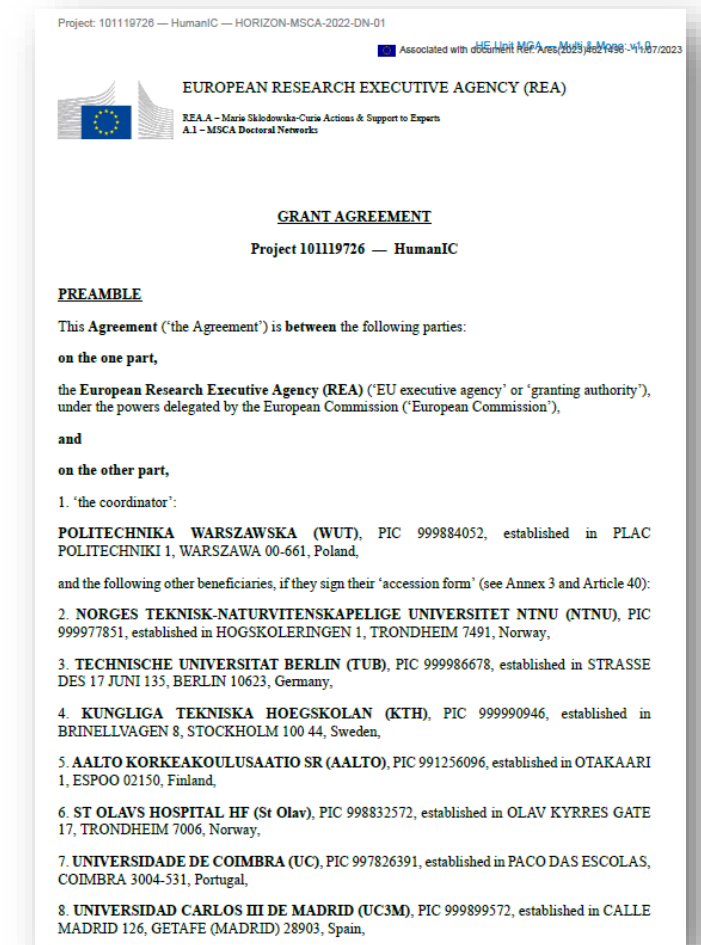 Project: 101119726 — HumanIC — HORIZON-MSCA-2022-DN-01
HE Unit MGA — Multi & Mono: v1.0
Associated with document Ref. Ares(2023)4821496 - 11/07/2023
EUROPEAN RESEARCH EXECUTIVE AGENCY (REA)
REA.A – Marie Skłodowska-Curie Actions & Support to Experts
A.1 – MSCA Doctoral Networks
GRANT AGREEMENT
Project 101119726 — HumanIC
PREAMBLE
This Agreement (‘the Agreement’) is between the following parties:
on the one part,
the European Research Executive Agency (REA) (‘EU executive agency’ or ‘granting authority’),
under the powers delegated by the European Commission (‘European Commission’),
and
on the other part,
1. ‘the coordinator’:
POLITECHNIKA WARSZAWSKA (WUT), PIC 999884052, established in PLAC
POLITECHNIKI 1, WARSZAWA 00-661, Poland,
and the following other beneficiaries, if they sign their ‘accession form’ (see Annex 3 and Article 40):
2. NORGES TEKNISK-NATURVITENSKAPELIGE UNIVERSITET NTNU (NTNU), PIC
999977851, established in HOGSKOLERINGEN 1, TRONDHEIM 7491, Norway,
3. TECHNISCHE UNIVERSITAT BERLIN (TUB), PIC 999986678, established in STRASSE
DES 17 JUNI 135, BERLIN 10623, Germany,
4. KUNGLIGA TEKNISKA HOEGSKOLAN (KTH), PIC 999990946, established in
BRINELLVAGEN 8, STOCKHOLM 100 44, Sweden,
5. AALTO KORKEAKOULUSAATIO SR (AALTO), PIC 991256096, established in OTAKAARI
1, ESPOO 02150, Finland,
6. ST OLAVS HOSPITAL HF (St Olav), PIC 998832572, established in OLAV KYRRES GATE
17, TRONDHEIM 7006, Norway,
7. UNIVERSIDADE DE COIMBRA (UC), PIC 997826391, established in PACO DAS ESCOLAS,
COIMBRA 3004-531, Portugal,
8. UNIVERSIDAD CARLOS III DE MADRID (UC3M), PIC 999899572, established in CALLE
MADRID 126, GETAFE (MADRID) 28903, Spain,